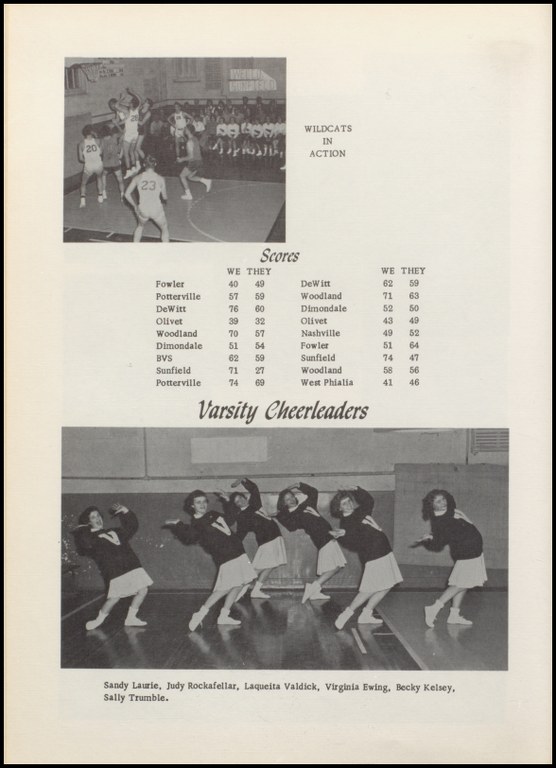 WILDCATS
IN
ACTION
20
23
Scores
WE THEY
Fowler 40 49
Potterville 57 59
DeWitt 76 60
Olivet 39 32
Woodland 70 57
Dimondale 51 54
BVS 62 59
Sunfield 71 27
Potterville 74 69
WE THEY
DeWitt 62 59
Woodland 71 63
Dimondale 52 50
Olivet 43 49
Nashville 49 52
Fowler 51 64
Sunfield 74 47
Woodland 58 56
West Phialia 41 46
Varsity Cheerleaders
V
V
Sandy Laurie, Judy Rockafellar, Laqueita Valdick, Virginia Ewing, Becky Kelsey,
Sally Trumble.